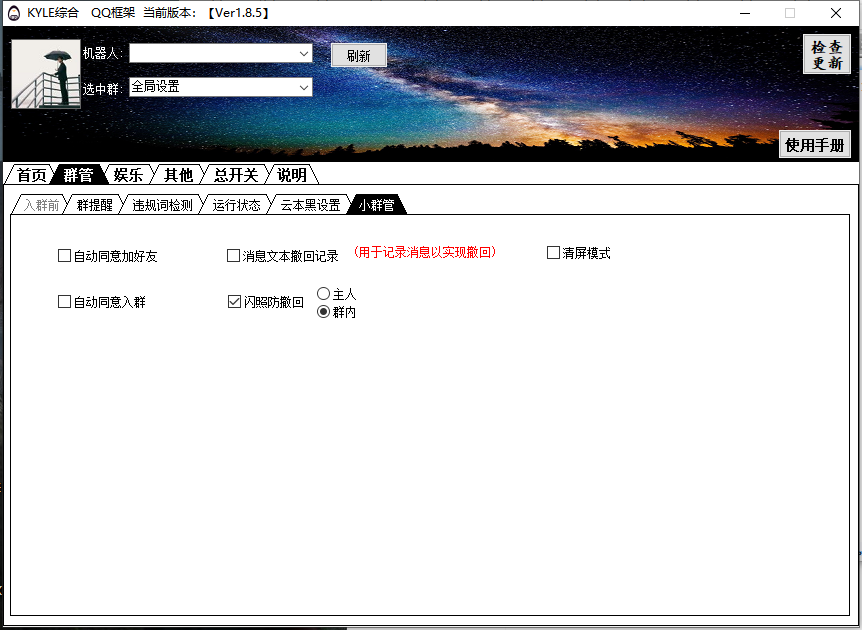 KYLE综合 QQ框架 当前版本：【Ver1.8.5】
机器人:
刷新
检查更新
选中群:
全局设置
使用手册
首页 群管 娱乐 其他 总开关 说明
入群前 群提醒 违规词检测 运行状态 云本黑设置 小群管
自动同意加好友 消息文本撤回记录 （用于记录消息以实现撤回） 清屏模式
自动同意入群 闪照防撤回 主人
群内